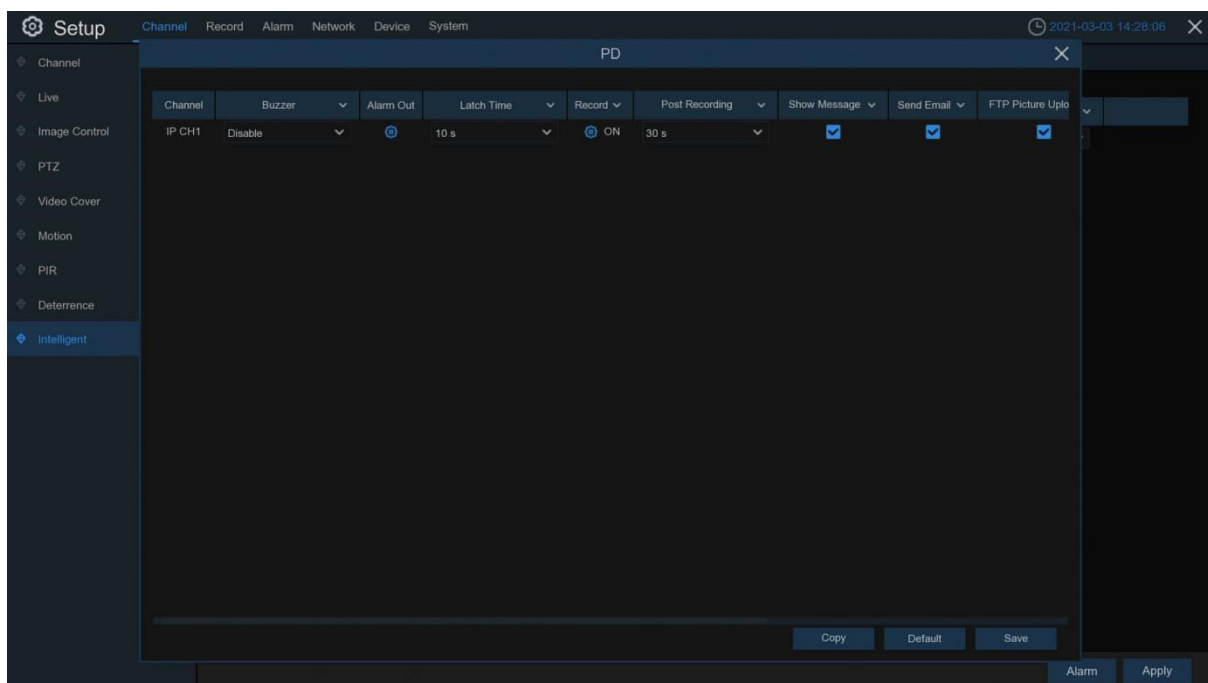 Setup
Channel Record Alarm Network Device System
2021-03-03 14:28:06
PD
Channel
Live
Image Control
PTZ
Video Cover
Motion
PIR
Deterrence
Intelligent
Channel Buzzer Alarm Out Latch Time Record Post Recording Show Message Send Email FTP Picture Uplo
IP CH1 Disable 10 s ON 30 s
Copy Default Save
Alarm Apply